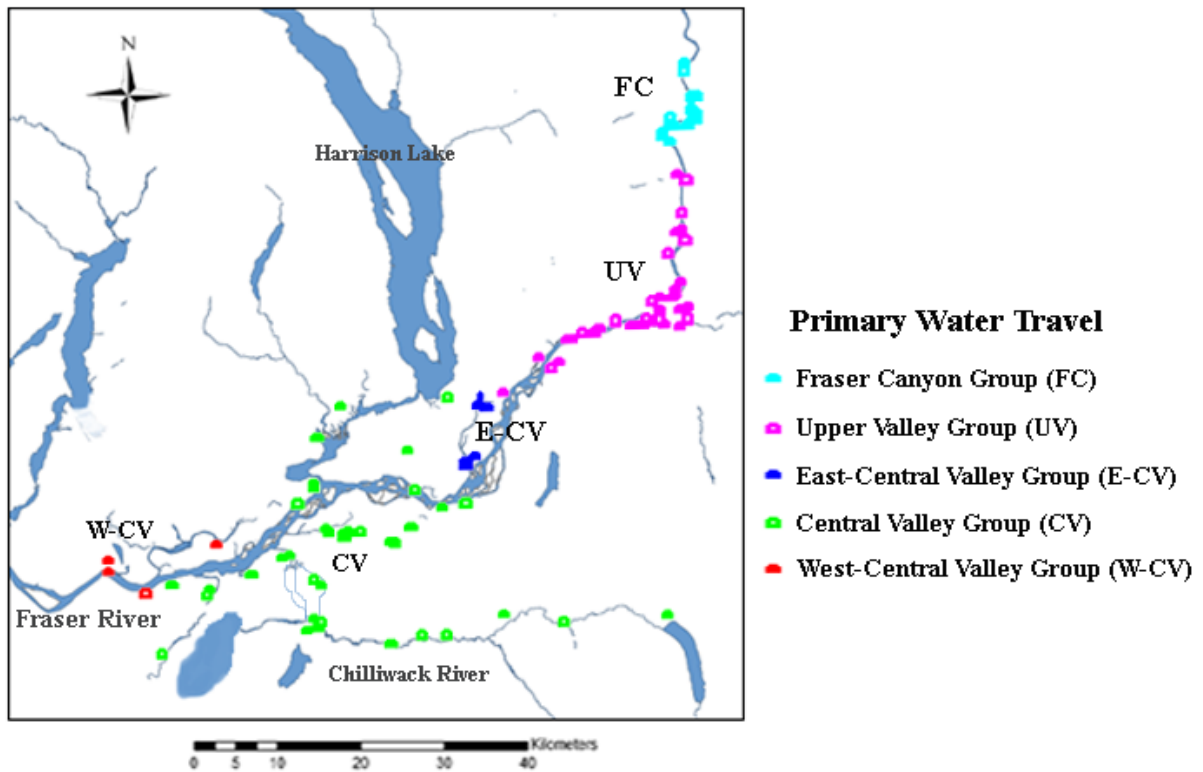 N
FC
Harrison Lake
UV
E-CV
W-CV
CV
Fraser River
Chilliwack River
Primary Water Travel
Fraser Canyon Group (FC)
Upper Valley Group (UV)
East-Central Valley Group (E-CV)
Central Valley Group (CV)
West-Central Valley Group (W-CV)
Kilometers
0 5 10 20 30 40